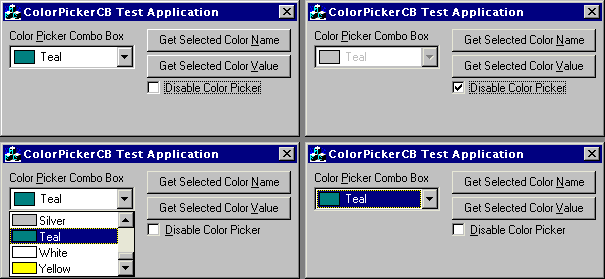 ColorPickerCB Test Application
Color Picker Combo Box
Teal
Get Selected Color Name
Get Selected Color Value
Disable Color Picker
ColorPickerCB Test Application
Color Picker Combo Box
Teal
Get Selected Color Name
Get Selected Color Value
Disable Color Picker
ColorPickerCB Test Application
Color Picker Combo Box
Teal
Silver
Teal
White
Yellow
Get Selected Color Name
Get Selected Color Value
Disable Color Picker
ColorPickerCB Test Application
Color Picker Combo Box
Teal
Get Selected Color Name
Get Selected Color Value
Disable Color Picker